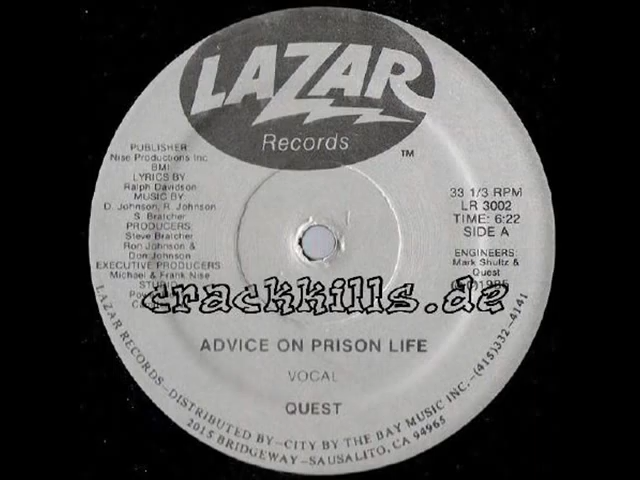 LAZAR
Records
TM
PUBLISHER:
Nise Productions Inc.
BMI
LYRICS BY
Ralph Davidson
MUSIC BY:
D. Johnson, R. Johnson
S. Bratcher
PRODUCERS:
Steve Bratcher
Ron Johnson &
Don Johnson
EXECUTIVE PRODUCERS
Michael & Frank Nise
33 1/3 RPM
LR 3002
TIME: 6:22
SIDE A
ENGINEERS:
Mark Shultz &
Quest
1985
crackkills.de
ADVICE ON PRISON LIFE
VOCAL
QUEST
LAZAR RECORDS—DISTRIBUTED BY—CITY BY THE BAY MUSIC INC.—(415)332-4141
2015 BRIDGEWAY—SAUSALITO, CA 94965